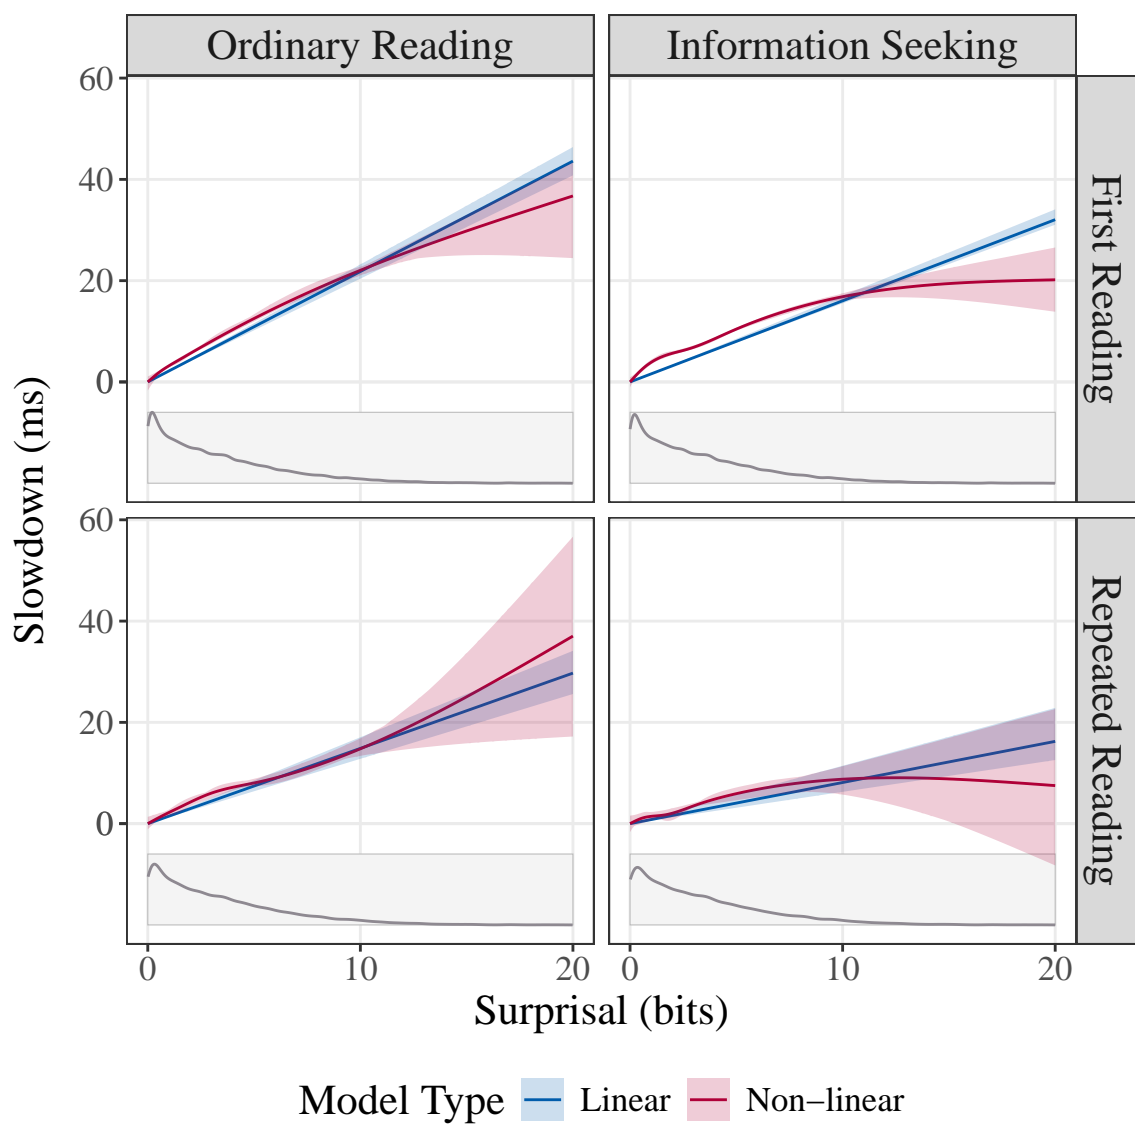 Ordinary Reading
Information Seeking
60
40
20
0
First Reading
60
40
20
0
Repeated Reading
0
10
20
0
10
20
Slowdown (ms)
Surprisal (bits)
Model Type
Linear
Non−linear